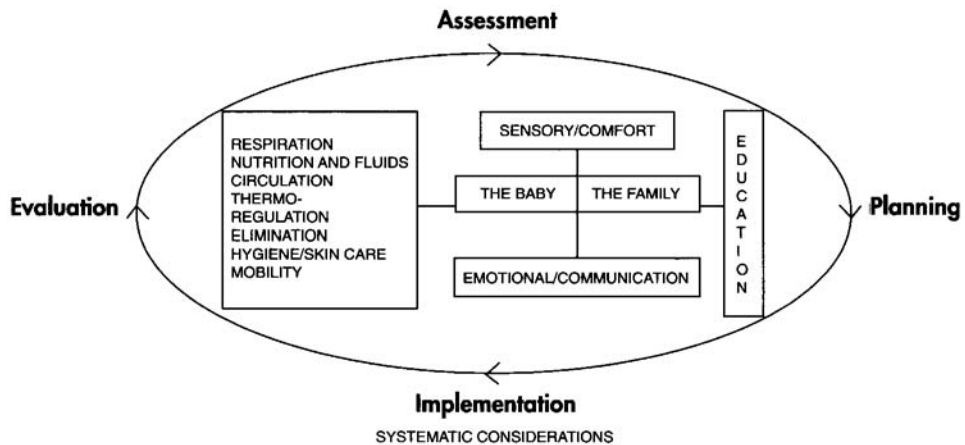 Assessment
RESPIRATION
NUTRITION AND FLUIDS
CIRCULATION
THERMO-
REGULATION
ELIMINATION
HYGIENE/SKIN CARE
MOBILITY
SENSORY/COMFORT
THE BABY
THE FAMILY
EMOTIONAL/COMMUNICATION
EDUCATION
Evaluation
Planning
Implementation
SYSTEMATIC CONSIDERATIONS